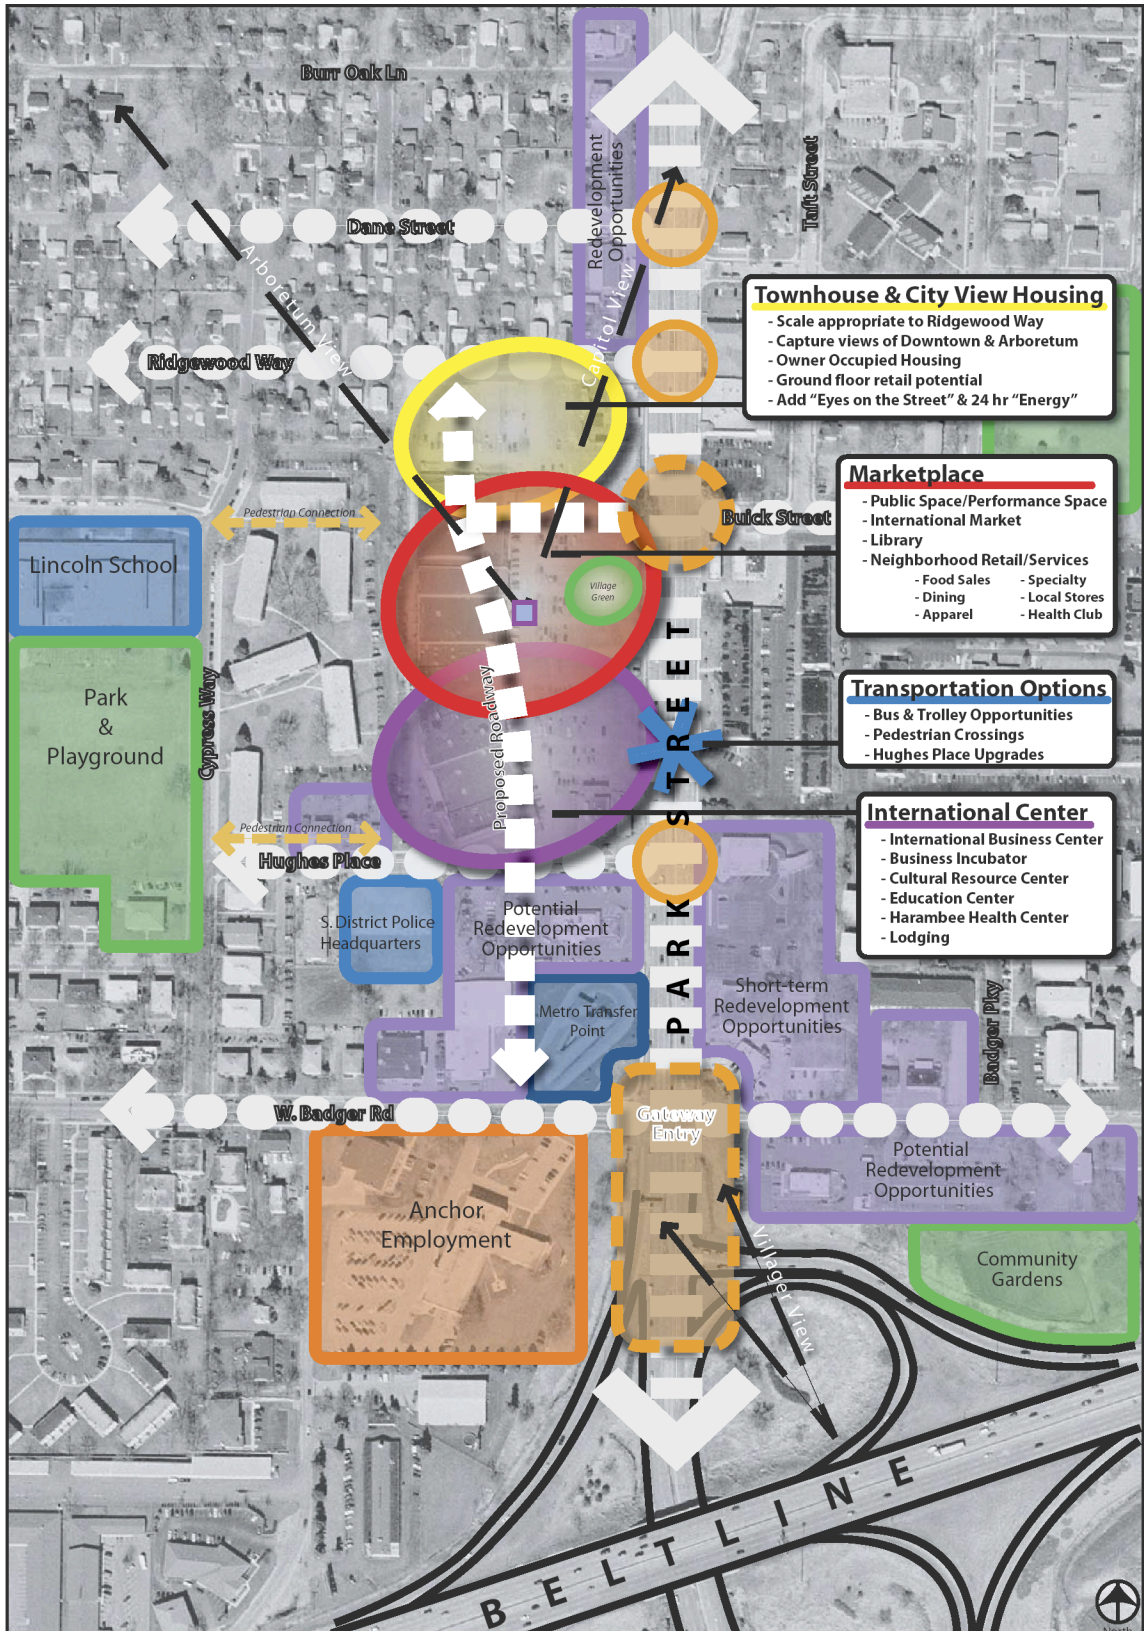 Burr Oak Ln
Redevelopment
Opportunities
Taft Street
Dane Street
Arboretum View
Capitol View
Ridgewood Way
Townhouse & City View Housing
- Scale appropriate to Ridgewood Way
- Capture views of Downtown & Arboretum
- Owner Occupied Housing
- Ground floor retail potential
- Add “Eyes on the Street” & 24 hr “Energy”
Marketplace
- Public Space/Performance Space
- International Market
- Library
- Neighborhood Retail/Services
- Food Sales
- Specialty
- Dining
- Local Stores
- Apparel
- Health Club
Pedestrian Connection
Buick Street
Lincoln School
Village
Green
Park
&
Playground
Cypress Way
Proposed Roadway
PARK STREET
Transportation Options
- Bus & Trolley Opportunities
- Pedestrian Crossings
- Hughes Place Upgrades
International Center
- International Business Center
- Business Incubator
- Cultural Resource Center
- Education Center
- Harambee Health Center
- Lodging
Pedestrian Connection
Hughes Place
S. District Police
Headquarters
Potential
Redevelopment
Opportunities
Metro Transfer
Point
Short-term
Redevelopment
Opportunities
Badger Pky
W. Badger Rd
Gateway
Entry
Potential
Redevelopment
Opportunities
Anchor
Employment
Villager View
Community
Gardens
BELTLINE
North